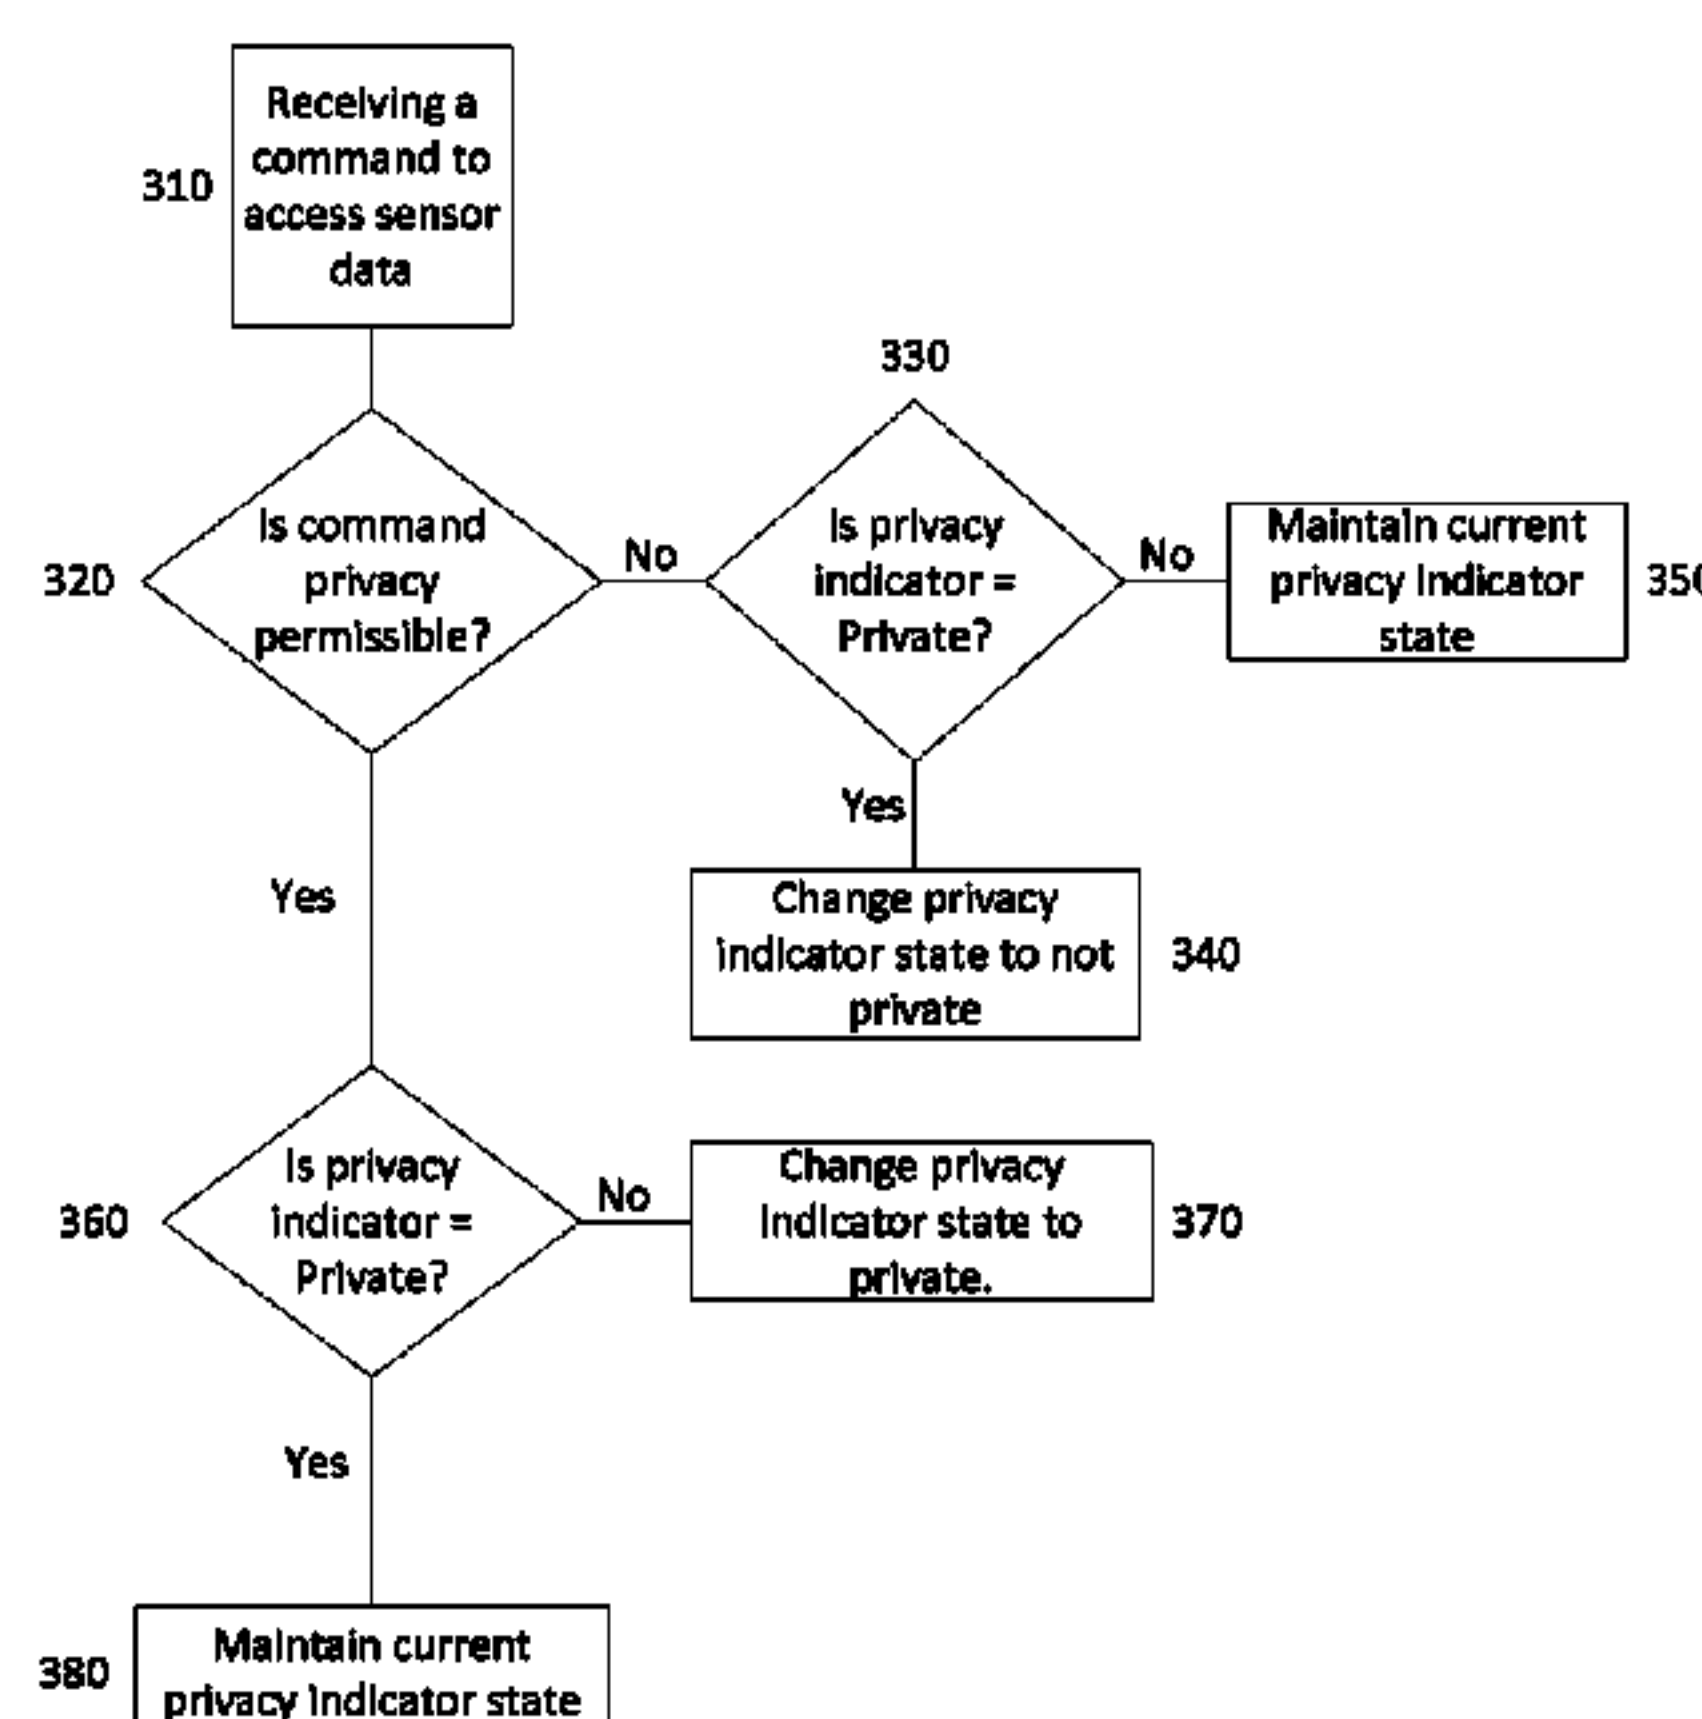 310
Receiving a
command to
access sensor
data
320
Is command
privacy
permissible?
No
330
Is privacy
indicator =
Private?
No
Maintain current
privacy indicator
state
350
Yes
Change privacy
indicator state to not
private
340
Yes
360
Is privacy
indicator =
Private?
No
Change privacy
indicator state to
private.
370
Yes
380
Maintain current
privacy indicator state